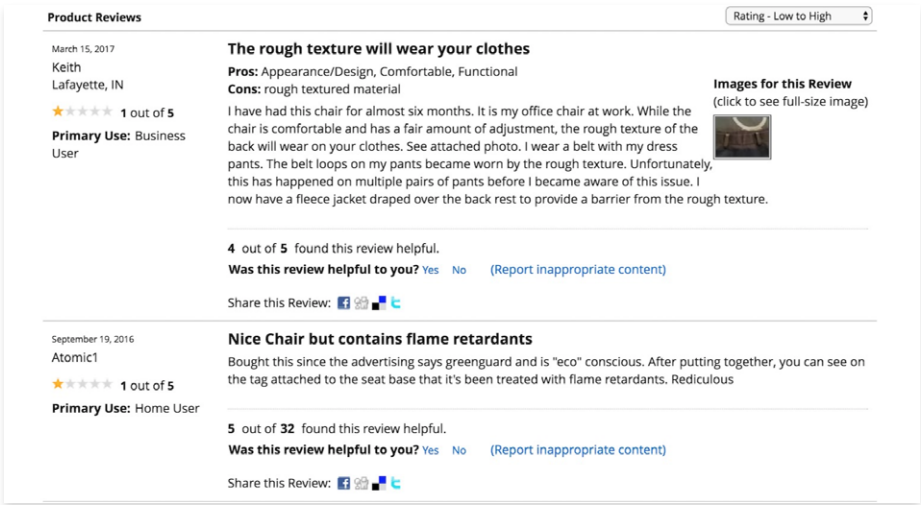 Product Reviews
Rating - Low to High
March 15, 2017
Keith
Lafayette, IN
1 out of 5
Primary Use: Business
User
The rough texture will wear your clothes
Pros: Appearance/Design, Comfortable, Functional
Cons: rough textured material
I have had this chair for almost six months. It is my office chair at work. While the
chair is comfortable and has a fair amount of adjustment, the rough texture of the
back will wear on your clothes. See attached photo. I wear a belt with my dress
pants. The belt loops on my pants became worn by the rough texture. Unfortunately,
this has happened on multiple pairs of pants before I became aware of this issue. I
now have a fleece jacket draped over the back rest to provide a barrier from the rough texture.
Images for this Review
(click to see full-size image)
4 out of 5 found this review helpful.
Was this review helpful to you? Yes No (Report inappropriate content)
Share this Review:
September 19, 2016
Atomic1
1 out of 5
Primary Use: Home User
Nice Chair but contains flame retardants
Bought this since the advertising says greenguard and is "eco" conscious. After putting together, you can see on
the tag attached to the seat base that it's been treated with flame retardants. Rediculous
5 out of 32 found this review helpful.
Was this review helpful to you? Yes No (Report inappropriate content)
Share this Review: